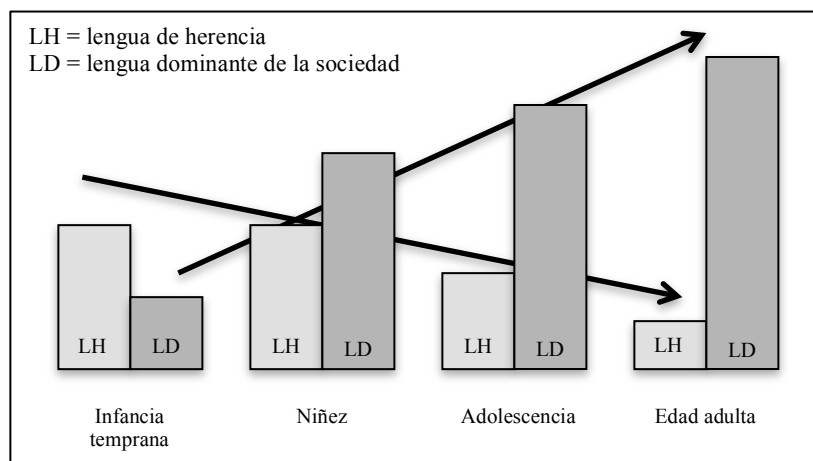 LH = lengua de herencia
LD = lengua dominante de la sociedad
LH
LD
LH
LD
LH
LD
LH
LD
Infancia
temprana
Niñez
Adolescencia
Edad adulta